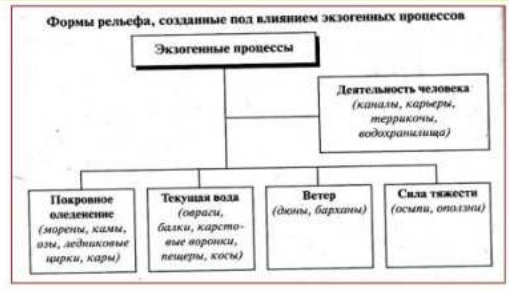 Формы рельефа, созданные под влиянием экзогенных процессов
Экзогенные процессы
Деятельность человека
(каналы, карьеры,
террикочы,
водохранилища)
Покровное
оледенение
(морены, камы,
озы, ледниковые
цирки, кары)
Текущая вода
(овраги,
балки, карсто-
вые воронки,
пещеры, косы)
Ветер
(дюны, барханы)
Сила тяжести
(осыпи, оползни)